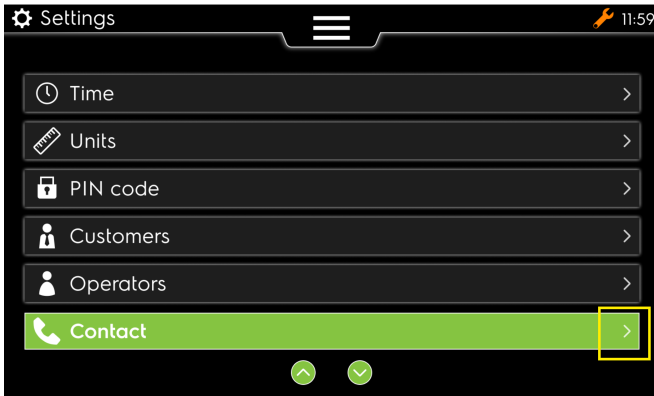 Settings
11:59
Time
Units
PIN code
Customers
Operators
Contact